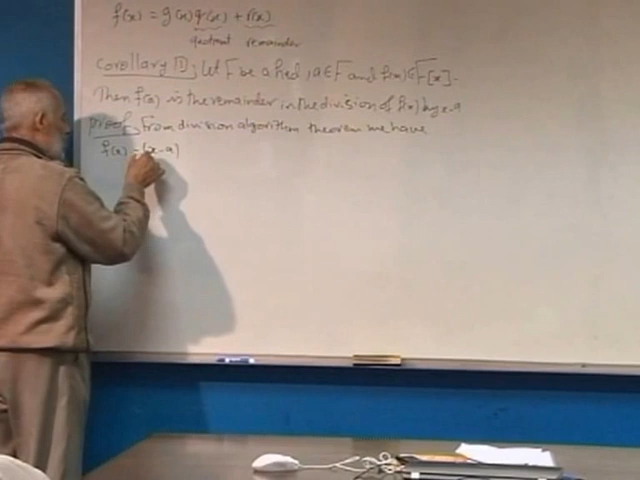 f(x) = g(x) q(x) + r(x)
quotient remainder
Corollary 1: Let F be a field, a∈F and f(x)∈F[x].
Then f(a) is the remainder in the division of f(x) by x-a
proof: From division algorithm theorem we have
f(x) = (x-a)